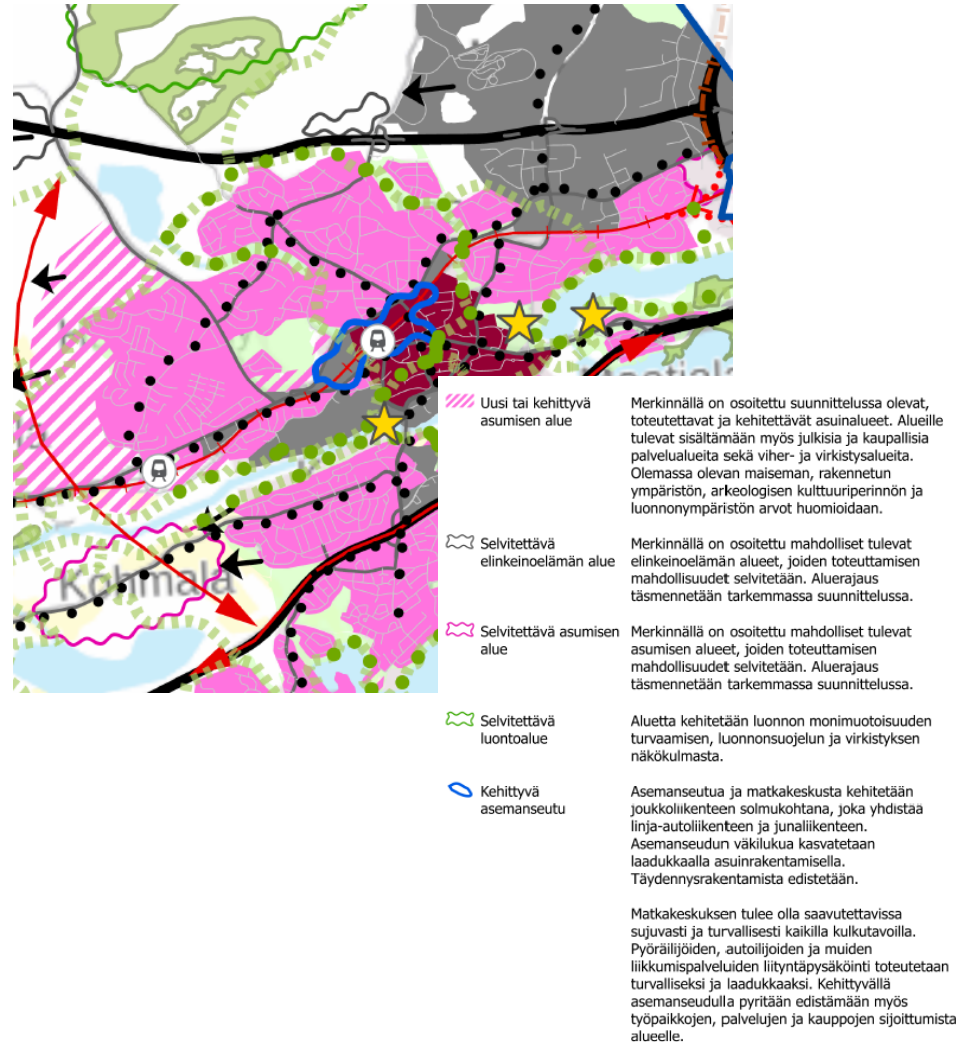 Kohmala
Uusi tai kehittyvä
asumisen alue
Merkinnällä on osoitettu suunnittelussa olevat,
toteutettavat ja kehitettävät asuinalueet. Alueille
tulevat sisältämään myös julkisia ja kaupallisia
palvelualueita sekä viher- ja virkistysalueita.
Olemassa olevan maiseman, rakennetun
ympäristön, arkeologisen kulttuuriperinnön ja
luonnonympäristön arvot huomioidaan.
Selvitettävä
elinkeinoelämän alue
Merkinnällä on osoitettu mahdolliset tulevat
elinkeinoelämän alueet, joiden toteuttamisen
mahdollisuudet selvitetään. Aluerajaus
täsmennetään tarkemmassa suunnittelussa.
Selvitettävä asumisen
alue
Merkinnällä on osoitettu mahdolliset tulevat
asumisen alueet, joiden toteuttamisen
mahdollisuudet selvitetään. Aluerajaus
täsmennetään tarkemmassa suunnittelussa.
Selvitettävä
luontoalue
Aluetta kehitetään luonnon monimuotoisuuden
turvaamisen, luonnonsuojelun ja virkistyksen
näkökulmasta.
Kehittyvä
asemanseutu
Asemanseutua ja matkakeskusta kehitetään
joukkoliikenteen solmukohtana, joka yhdistää
linja-autoliikenteen ja junaliikenteen.
Asemanseudun väkilukua kasvatetaan
laadukkaalla asuinrakentamisella.
Täydennysrakentamista edistetään.
Matkakeskuksen tulee olla saavutettavissa
sujuvasti ja turvallisesti kaikilla kulkutavoilla.
Pyöräilijöiden, autoilijoiden ja muiden
liikkumispalveluiden liityntäpysäköinti toteutetaan
turvalliseksi ja laadukkaaksi. Kehittyvällä
asemanseudulla pyritään edistämään myös
työpaikkojen, palvelujen ja kauppojen sijoittumista
alueelle.